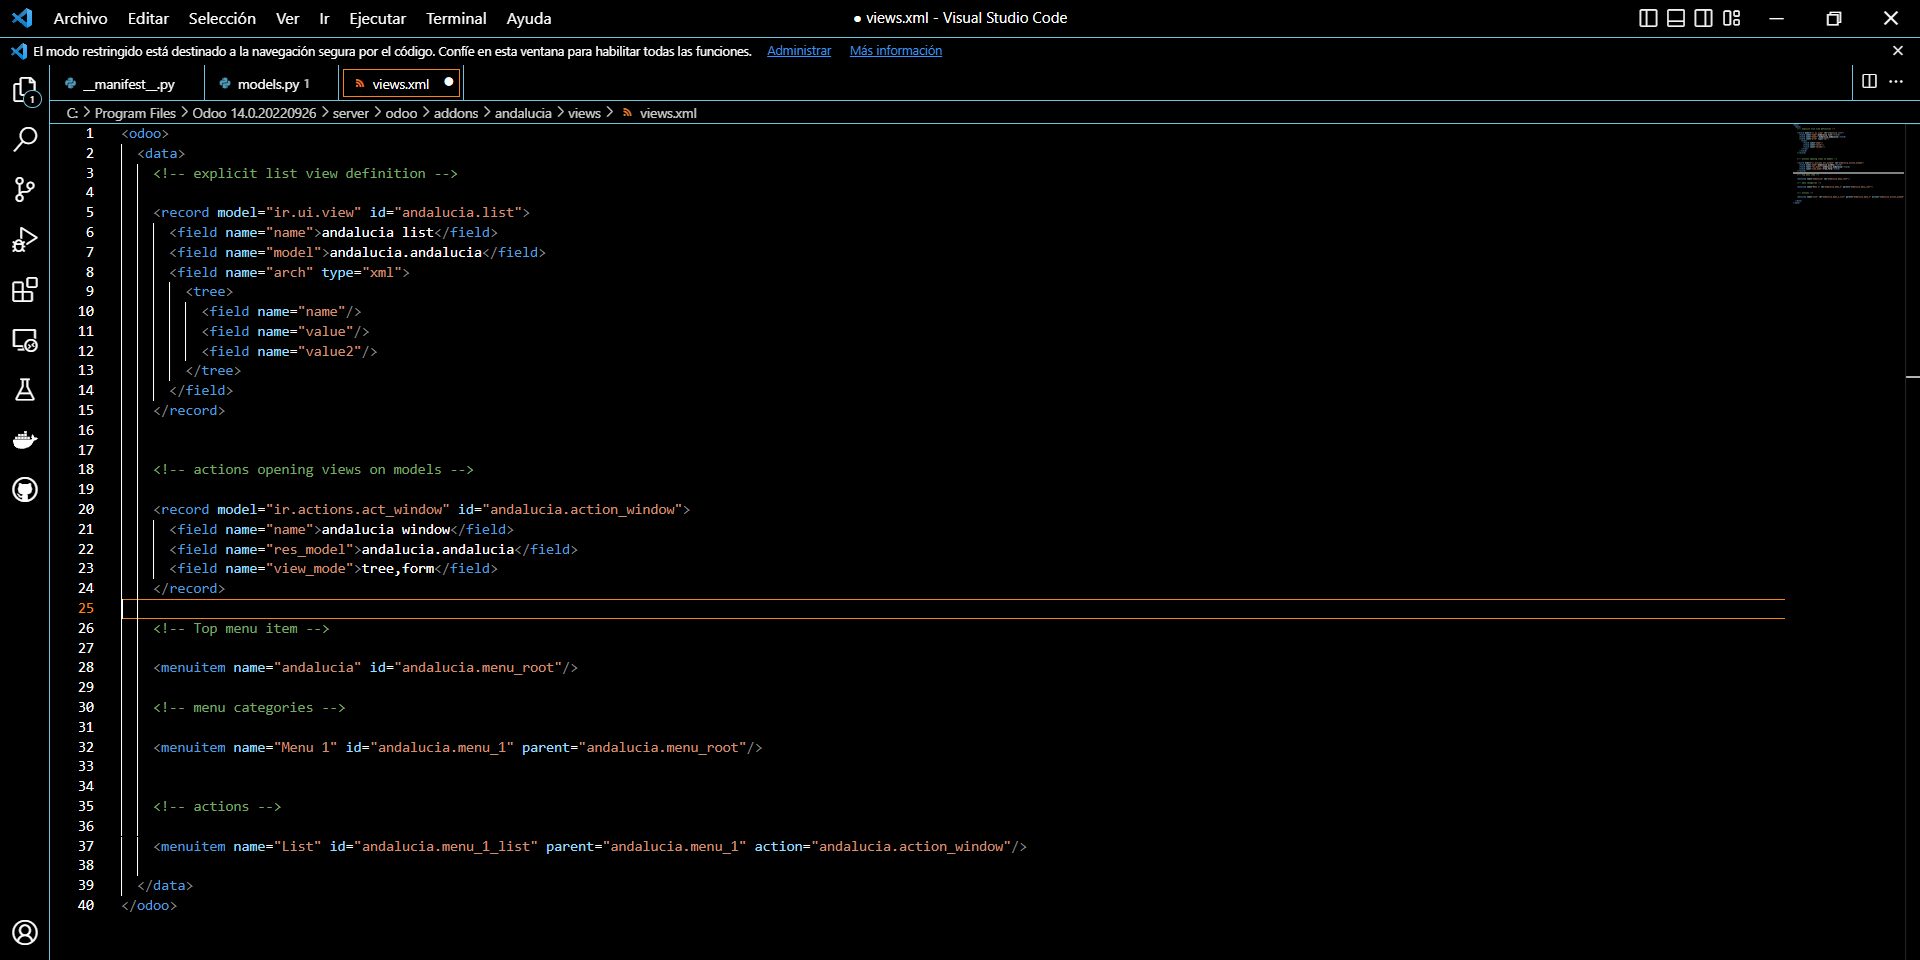 Archivo Editar Selección Ver Ir Ejecutar Terminal Ayuda ● views.xml - Visual Studio Code
El modo restringido está destinado a la navegación segura por el código. Confíe en esta ventana para habilitar todas las funciones. Administrar Más información
__manifest__.py models.py 1 views.xml
C: > Program Files > Odoo 14.0.20220926 > server > odoo > addons > andalucia > views > views.xml
1 <odoo>
2 <data>
3 <!-- explicit list view definition -->
4
5 <record model="ir.ui.view" id="andalucia.list">
6 <field name="name">andalucia list</field>
7 <field name="model">andalucia.andalucia</field>
8 <field name="arch" type="xml">
9 <tree>
10 <field name="name"/>
11 <field name="value"/>
12 <field name="value2"/>
13 </tree>
14 </field>
15 </record>
16
17
18 <!-- actions opening views on models -->
19
20 <record model="ir.actions.act_window" id="andalucia.action_window">
21 <field name="name">andalucia window</field>
22 <field name="res_model">andalucia.andalucia</field>
23 <field name="view_mode">tree,form</field>
24 </record>
25
26 <!-- Top menu item -->
27
28 <menuitem name="andalucia" id="andalucia.menu_root"/>
29
30 <!-- menu categories -->
31
32 <menuitem name="Menu 1" id="andalucia.menu_1" parent="andalucia.menu_root"/>
33
34
35 <!-- actions -->
36
37 <menuitem name="List" id="andalucia.menu_1_list" parent="andalucia.menu_1" action="andalucia.action_window"/>
38
39 </data>
40 </odoo>
1